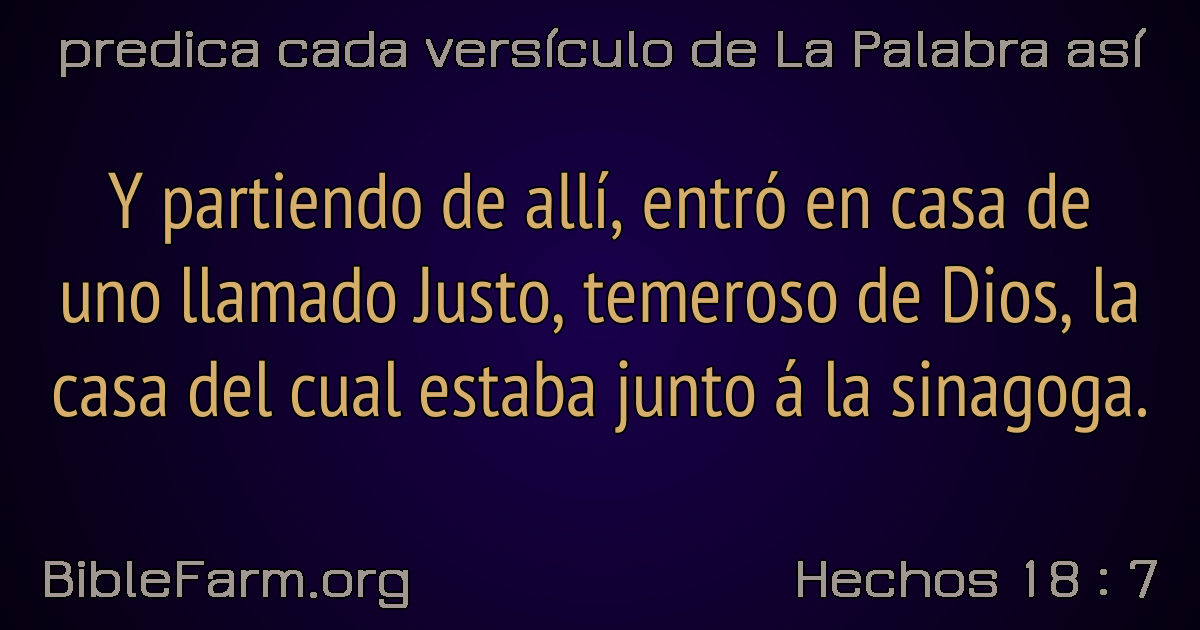 predica cada versículo de La Palabra así
Y partiendo de allí, entró en casa de
uno llamado Justo, temeroso de Dios, la
casa del cual estaba junto á la sinagoga.
BibleFarm.org
Hechos 18 : 7